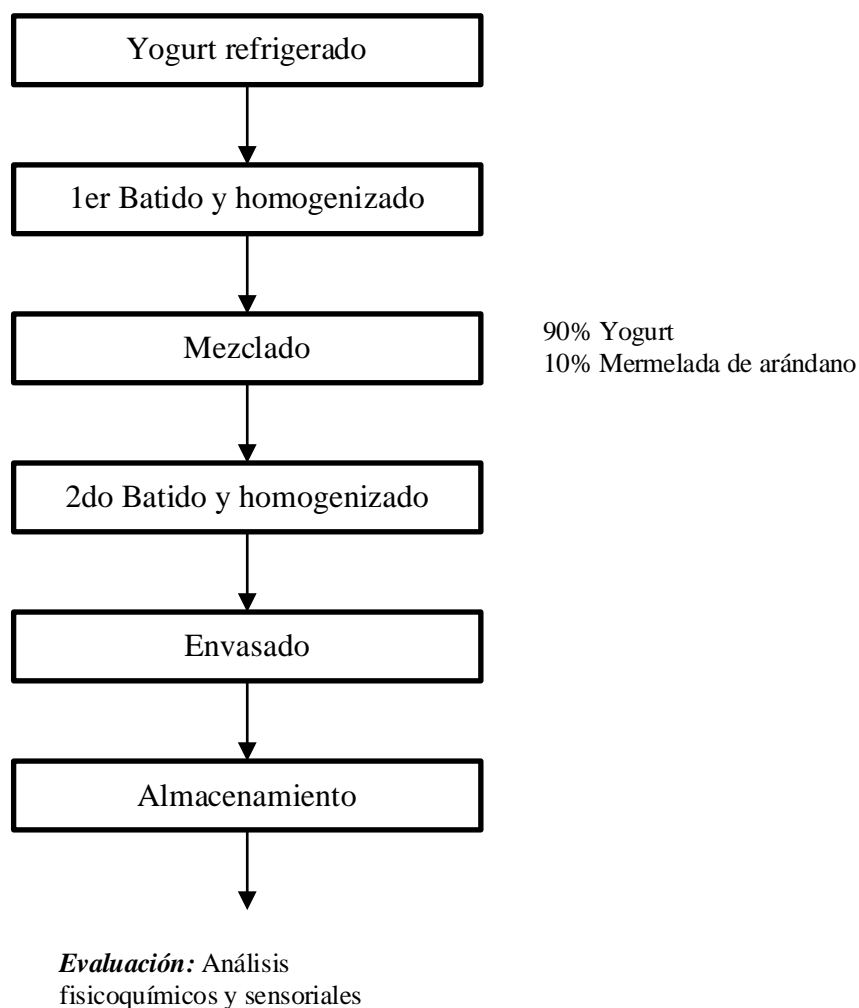 Yogurt refrigerado
1er Batido y homogenizado
Mezclado
90% Yogurt
10% Mermelada de arándano
2do Batido y homogenizado
Envasado
Almacenamiento
Evaluación: Análisis
fisicoquímicos y sensoriales